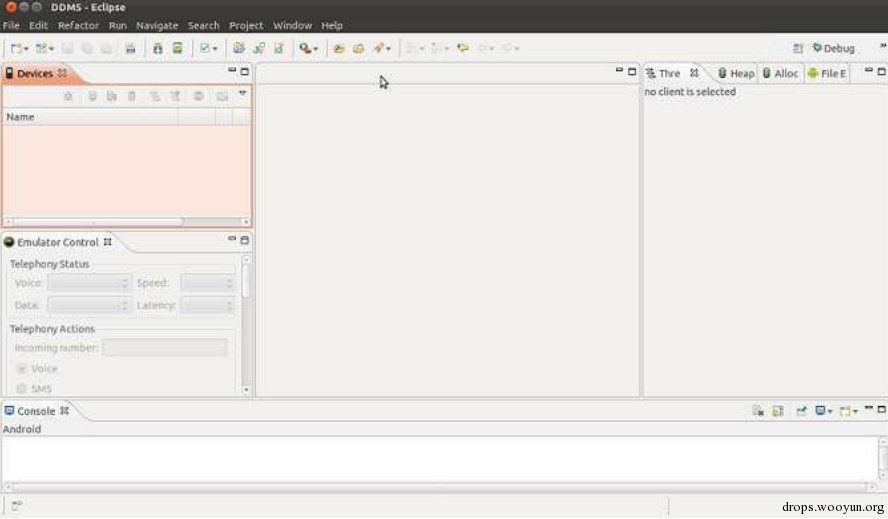 DDMS - Eclipse
File Edit Refactor Run Navigate Search Project Window Help
Debug
Devices
Name
Thre Heap Alloc File E
no client is selected
Emulator Control
Telephony Status
Voice: Speed:
Data: Latency:
Telephony Actions
Incoming number:
Voice
SMS
Console
Android
drops.wooyun.org